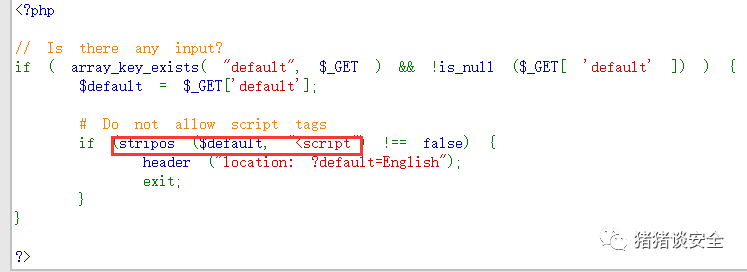 <?php
// Is there any input?
if ( array_key_exists( "default", $_GET ) && !is_null ($_GET[ 'default' ]) ) {
$default = $_GET['default'];
# Do not allow script tags
if (stripos ($default, "<script") !== false) {
header ("location: ?default=English");
exit;
}
}
?>
猪猪谈安全